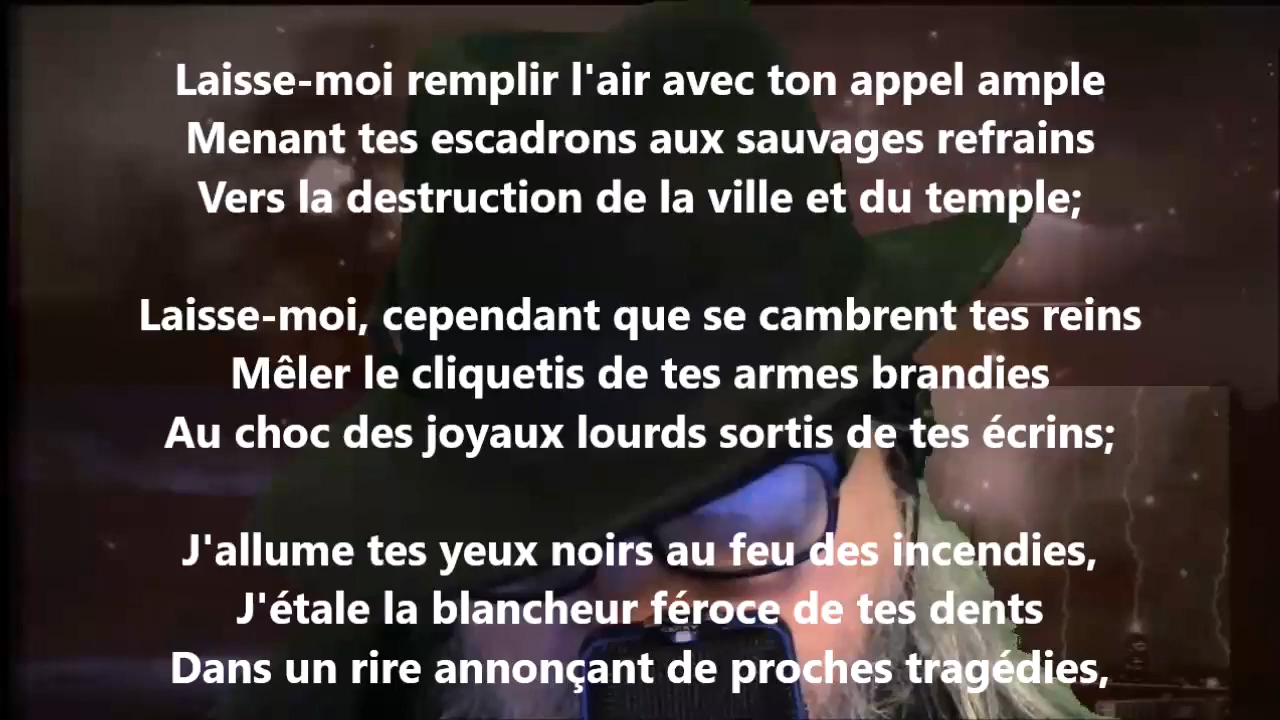 Laisse-moi remplir l'air avec ton appel ample
Menant tes escadrons aux sauvages refrains
Vers la destruction de la ville et du temple;
Laisse-moi, cependant que se cambrent tes reins
Mêler le cliquetis de tes armes brandies
Au choc des joyaux lourds sortis de tes écrins;
J'allume tes yeux noirs au feu des incendies,
J'étale la blancheur féroce de tes dents
Dans un rire annonçant de proches tragédies,